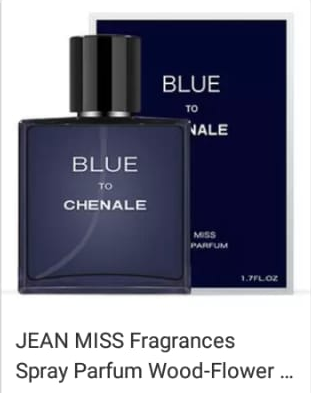 BLUE
TO
NALE
MISS
PARFUM
1.7FL.OZ
BLUE
TO
CHENALE
JEAN MISS Fragrances
Spray Parfum Wood-Flower ...